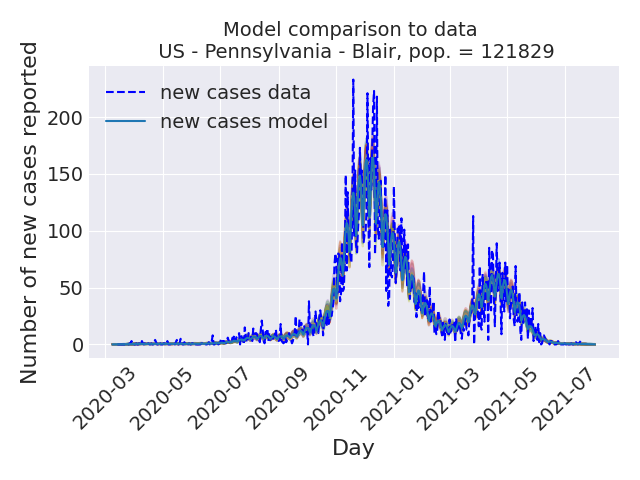 Model comparison to data
US - Pennsylvania - Blair, pop. = 121829
Number of new cases reported
new cases data
new cases model
200
150
100
50
0
2020-03
2020-05
2020-07
2020-09
2020-11
2021-01
2021-03
2021-05
2021-07
Day